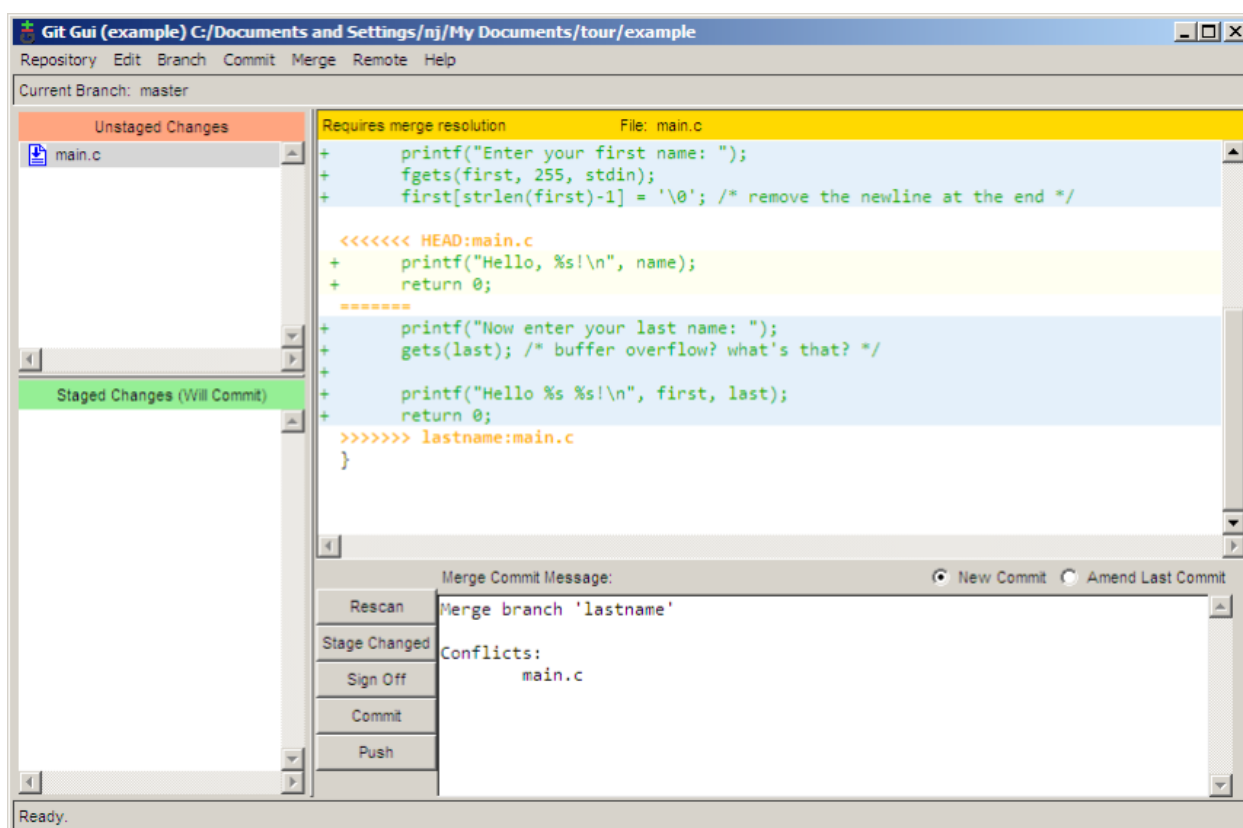 Git Gui (example) C:/Documents and Settings/nj/My Documents/tour/example
Repository Edit Branch Commit Merge Remote Help
Current Branch: master
Unstaged Changes
main.c
Staged Changes (Will Commit)
Requires merge resolution File: main.c
+ printf("Enter your first name: ");
+ fgets(first, 255, stdin);
+ first[strlen(first)-1] = '\0'; /* remove the newline at the end */
<<<<<<< HEAD:main.c
+ printf("Hello, %s!\n", name);
+ return 0;
=======
+ printf("Now enter your last name: ");
+ gets(last); /* buffer overflow? what's that? */
+
+ printf("Hello %s %s!\n", first, last);
+ return 0;
>>>>>>> lastname:main.c
}
Merge Commit Message: New Commit Amend Last Commit
Rescan
Stage Changed
Sign Off
Commit
Push
Merge branch 'lastname'
Conflicts:
main.c
Ready.